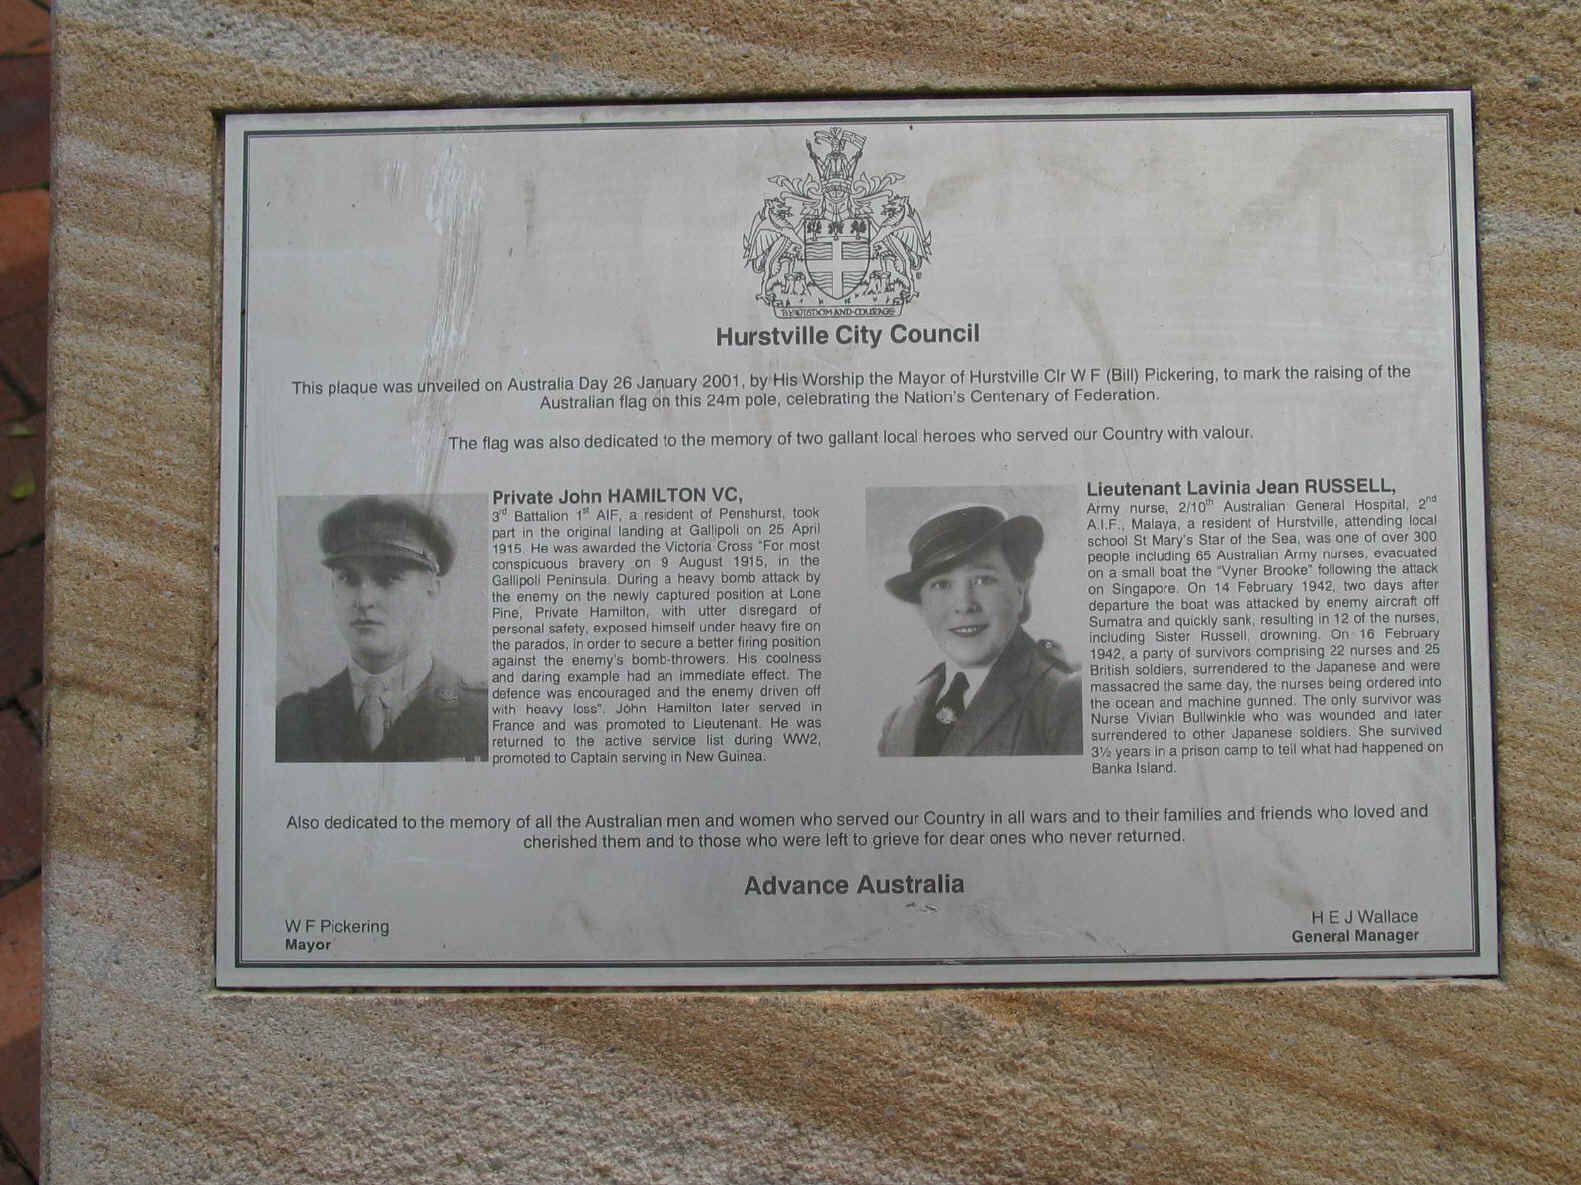 BY WISDOM AND COURAGE
Hurstville City Council
This plaque was unveiled on Australia Day 26 January 2001, by His Worship the Mayor of Hurstville Clr W F (Bill) Pickering, to mark the raising of the
Australian flag on this 24m pole, celebrating the Nation's Centenary of Federation.
The flag was also dedicated to the memory of two gallant local heroes who served our Country with valour.
Private John HAMILTON VC,
3rd Battalion 1st AIF, a resident of Penshurst, took
part in the original landing at Gallipoli on 25 April
1915. He was awarded the Victoria Cross "For most
conspicuous bravery on 9 August 1915, in the
Gallipoli Peninsula. During a heavy bomb attack by
the enemy on the newly captured position at Lone
Pine, Private Hamilton, with utter disregard of
personal safety, exposed himself under heavy fire on
the parados, in order to secure a better firing position
against the enemy's bomb-throwers. His coolness
and daring example had an immediate effect. The
defence was encouraged and the enemy driven off
with heavy loss". John Hamilton later served in
France and was promoted to Lieutenant. He was
returned to the active service list during WW2,
promoted to Captain serving in New Guinea.
Lieutenant Lavinia Jean RUSSELL,
Army nurse, 2/10th Australian General Hospital, 2nd
A.I.F., Malaya, a resident of Hurstville, attending local
school St Mary's Star of the Sea, was one of over 300
people including 65 Australian Army nurses, evacuated
on a small boat the "Vyner Brooke" following the attack
on Singapore. On 14 February 1942, two days after
departure the boat was attacked by enemy aircraft off
Sumatra and quickly sank, resulting in 12 of the nurses,
including Sister Russell, drowning. On 16 February
1942, a party of survivors comprising 22 nurses and 25
British soldiers, surrendered to the Japanese and were
massacred the same day, the nurses being ordered into
the ocean and machine gunned. The only survivor was
Nurse Vivian Bullwinkle who was wounded and later
surrendered to other Japanese soldiers. She survived
3½ years in a prison camp to tell what had happened on
Banka Island.
Also dedicated to the memory of all the Australian men and women who served our Country in all wars and to their families and friends who loved and
cherished them and to those who were left to grieve for dear ones who never returned.
Advance Australia
W F Pickering
Mayor
H E J Wallace
General Manager